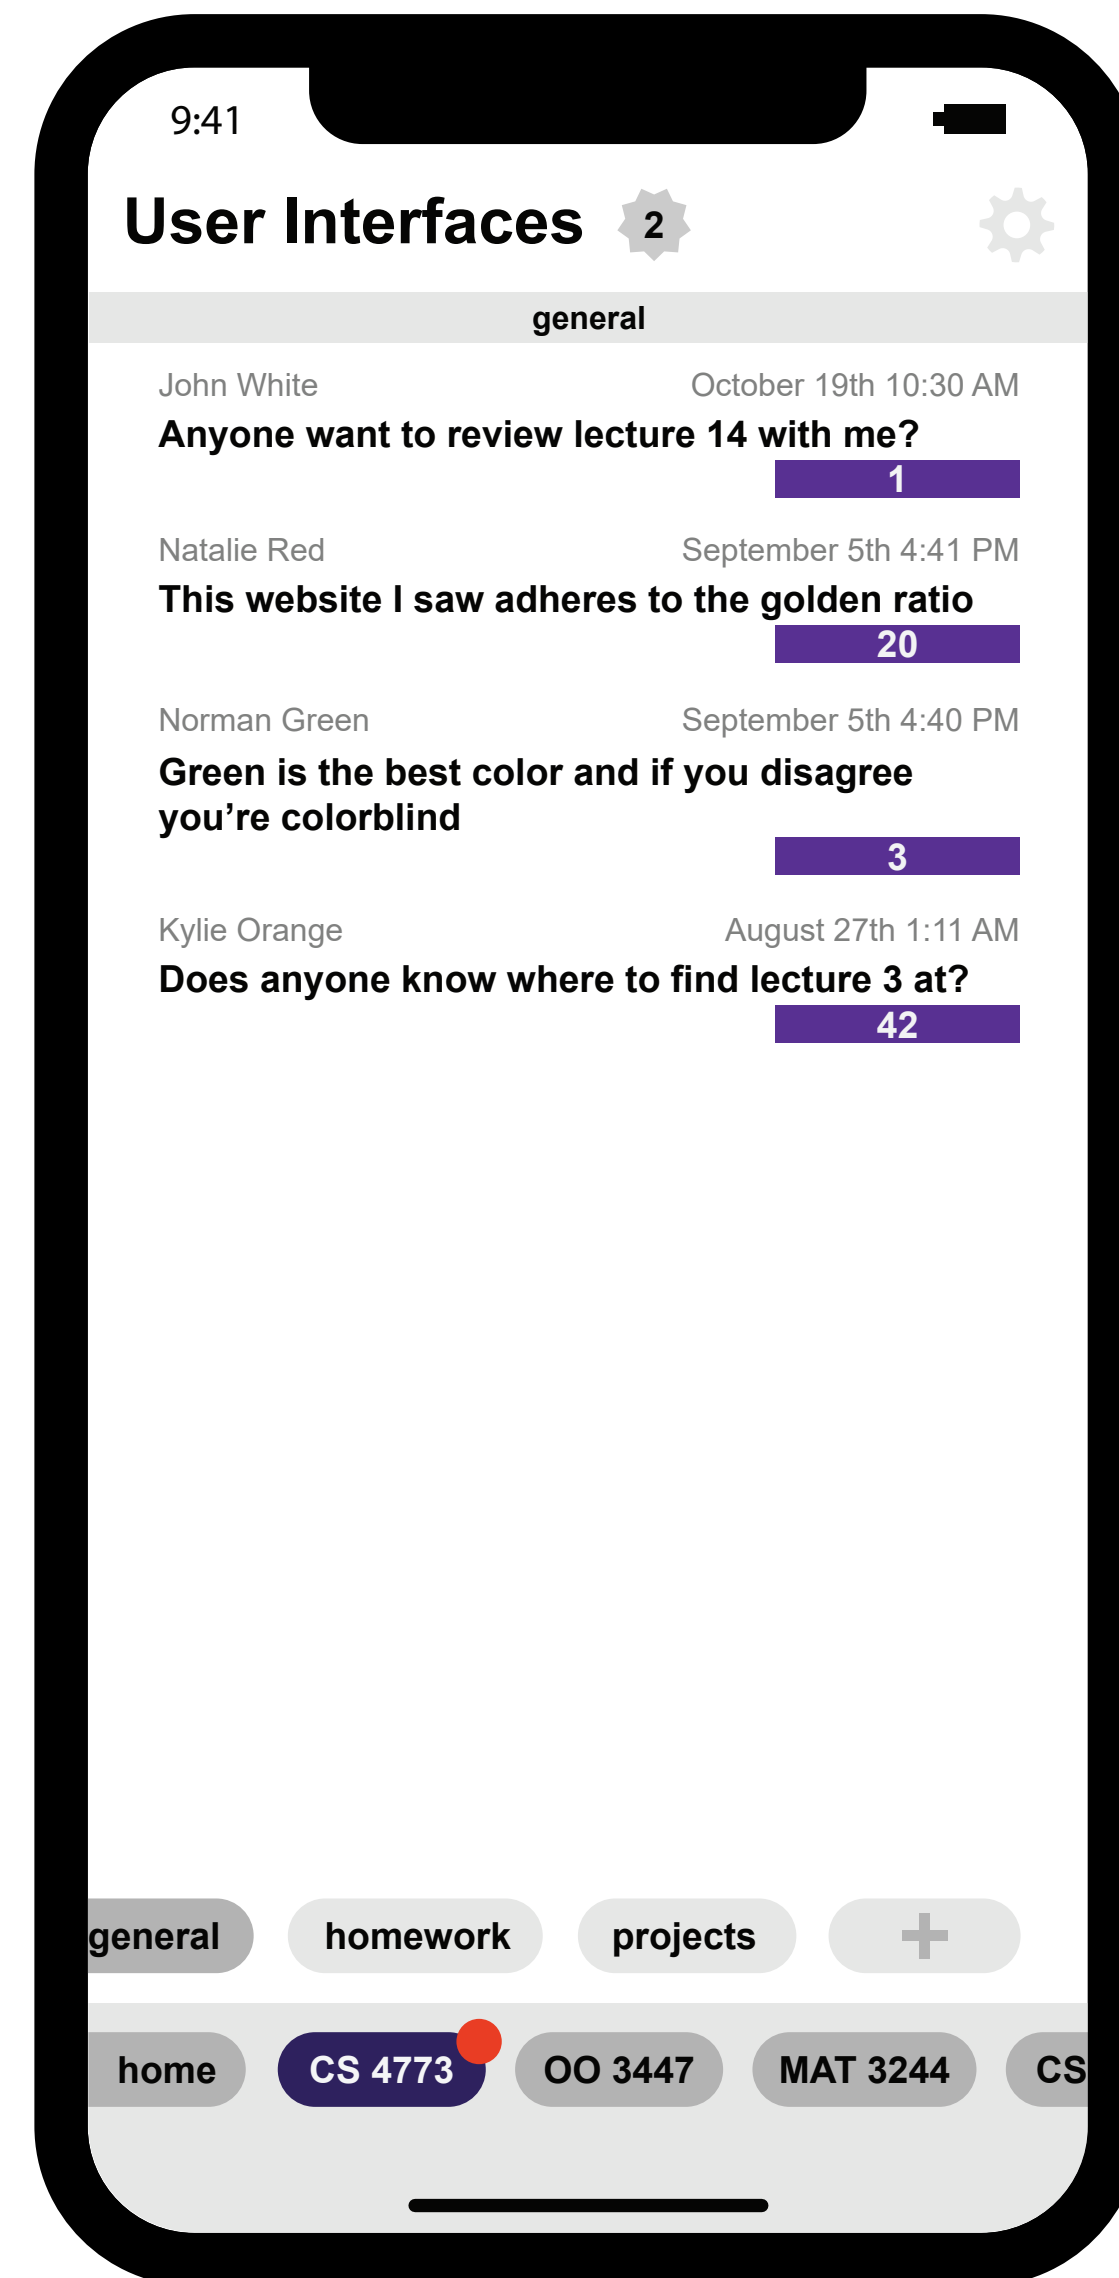 9:41
User Interfaces 2
general
John White October 19th 10:30 AM
Anyone want to review lecture 14 with me?
1
Natalie Red September 5th 4:41 PM
This website I saw adheres to the golden ratio
20
Norman Green September 5th 4:40 PM
Green is the best color and if you disagree
you’re colorblind
3
Kylie Orange August 27th 1:11 AM
Does anyone know where to find lecture 3 at?
42
general homework projects +
home CS 4773 OO 3447 MAT 3244 CS